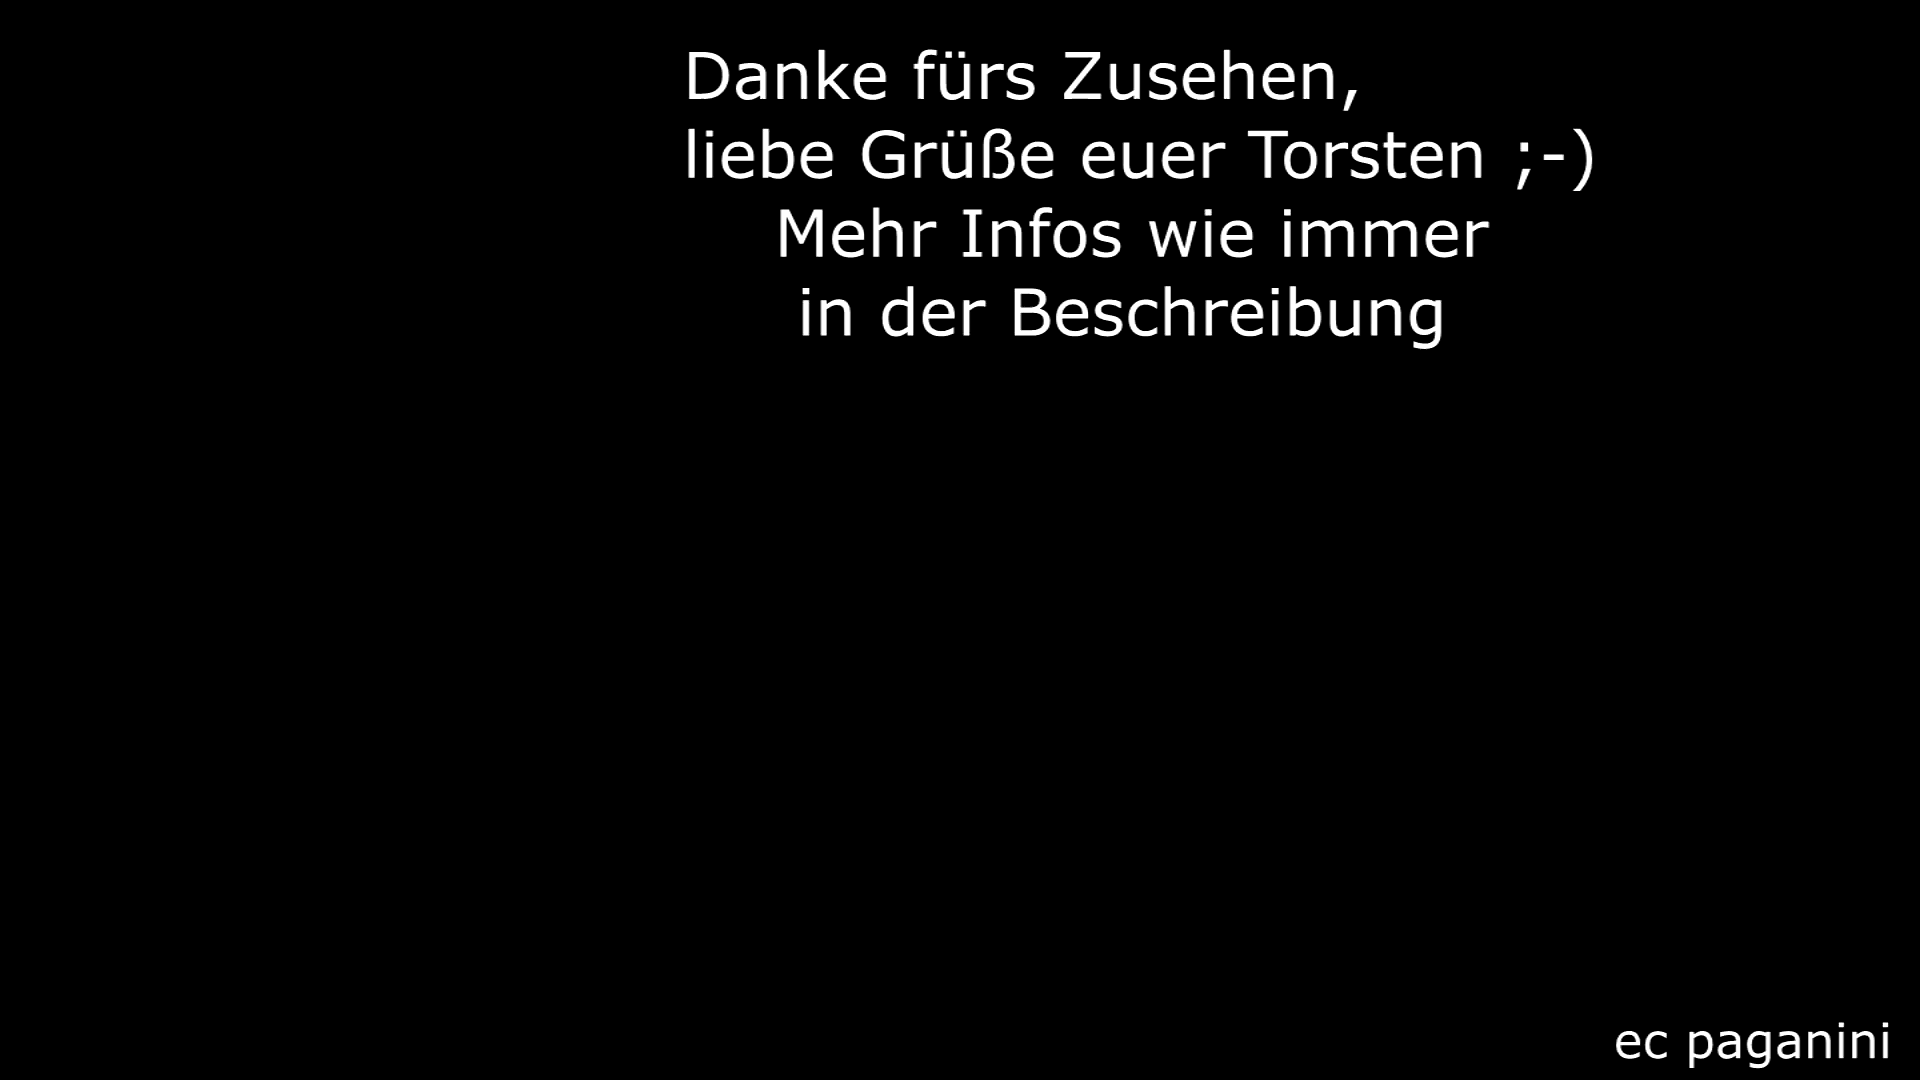 Danke fürs Zusehen,
liebe Grüße euer Torsten ;-)
Mehr Infos wie immer
in der Beschreibung
ec paganini